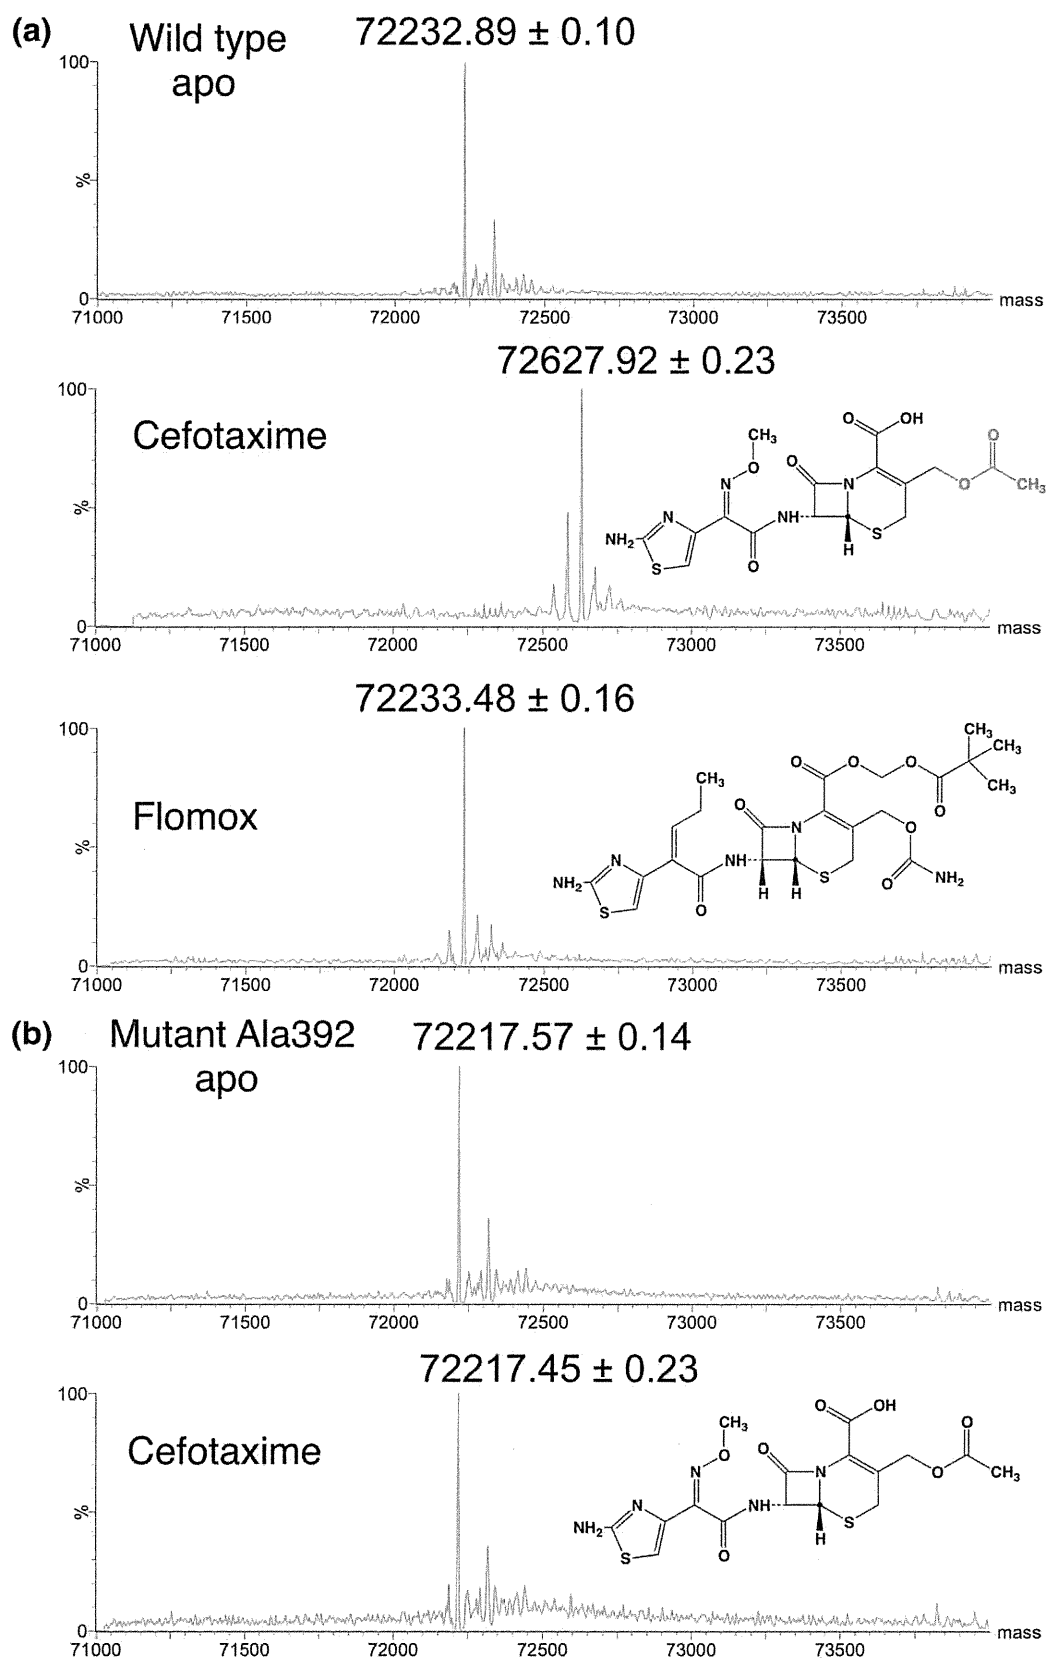 (a) Wild type
apo
72232.89 ± 0.10
100
%
0
71000 71500 72000 72500 73000 73500 mass
72627.92 ± 0.23
100
Cefotaxime
%
0
71000 71500 72000 72500 73000 73500 mass
O OH
CH3
O
O
N
N
O
O
CH3
NH2
N
S
NH
O
H
S
72233.48 ± 0.16
100
Flomox
%
0
71000 71500 72000 72500 73000 73500 mass
CH3
O O O
CH3
CH3
CH3
O
O
N
O
O
NH2
NH2
N
S
NH
O
H H
S
(b) Mutant Ala392
apo
72217.57 ± 0.14
100
%
0
71000 71500 72000 72500 73000 73500 mass
72217.45 ± 0.23
100
Cefotaxime
%
0
71000 71500 72000 72500 73000 73500 mass
O OH
CH3
O
O
N
N
O
O
CH3
NH2
N
S
NH
O
H
S